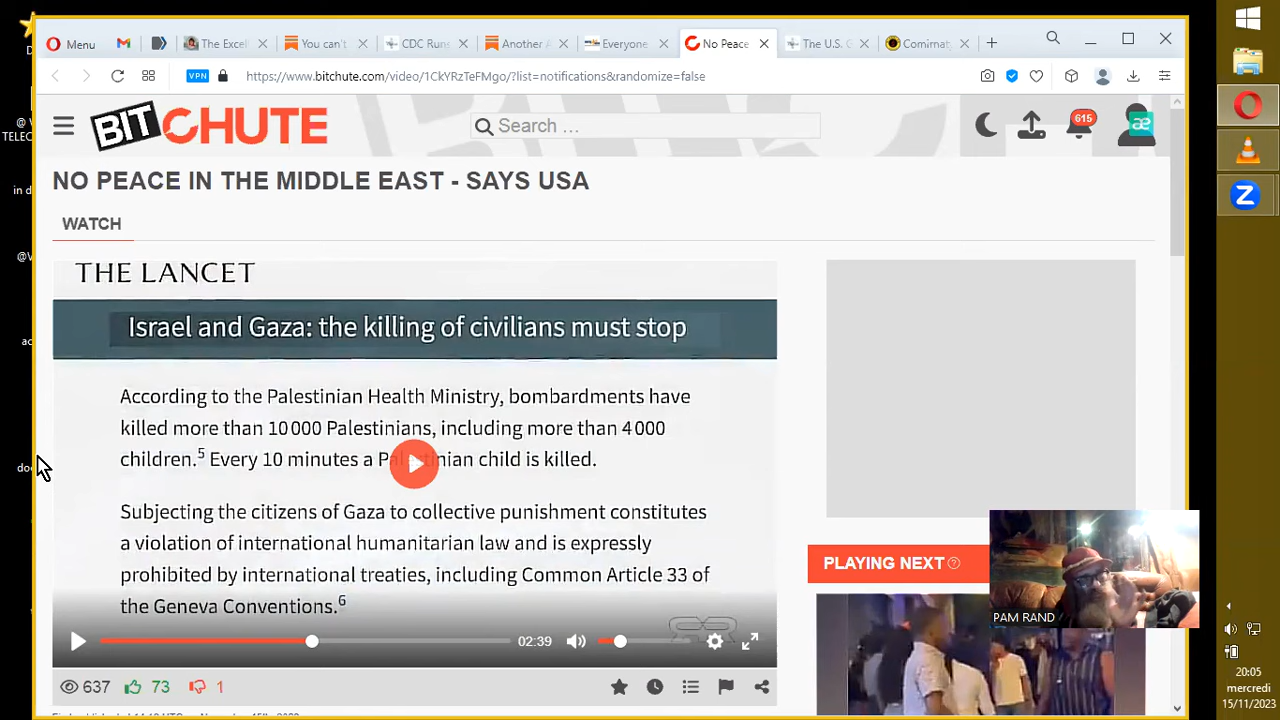 Menu
The Excel
You can't
CDC Runs
Another A
Everyone
No Peace
The U.S. G
Comirnaty
VPN
https://www.bitchute.com/video/1CkYRzTeFMgo/?list=notifications&randomize=false
BITCHUTE
Search ...
615
æ
NO PEACE IN THE MIDDLE EAST - SAYS USA
WATCH
THE LANCET
Israel and Gaza: the killing of civilians must stop
According to the Palestinian Health Ministry, bombardments have
killed more than 10 000 Palestinians, including more than 4 000
children.5 Every 10 minutes a Palestinian child is killed.
Subjecting the citizens of Gaza to collective punishment constitutes
a violation of international humanitarian law and is expressly
prohibited by international treaties, including Common Article 33 of
the Geneva Conventions.6
02:39
637
73
1
PLAYING NEXT
PAM RAND
20:05
mercredi
15/11/2023